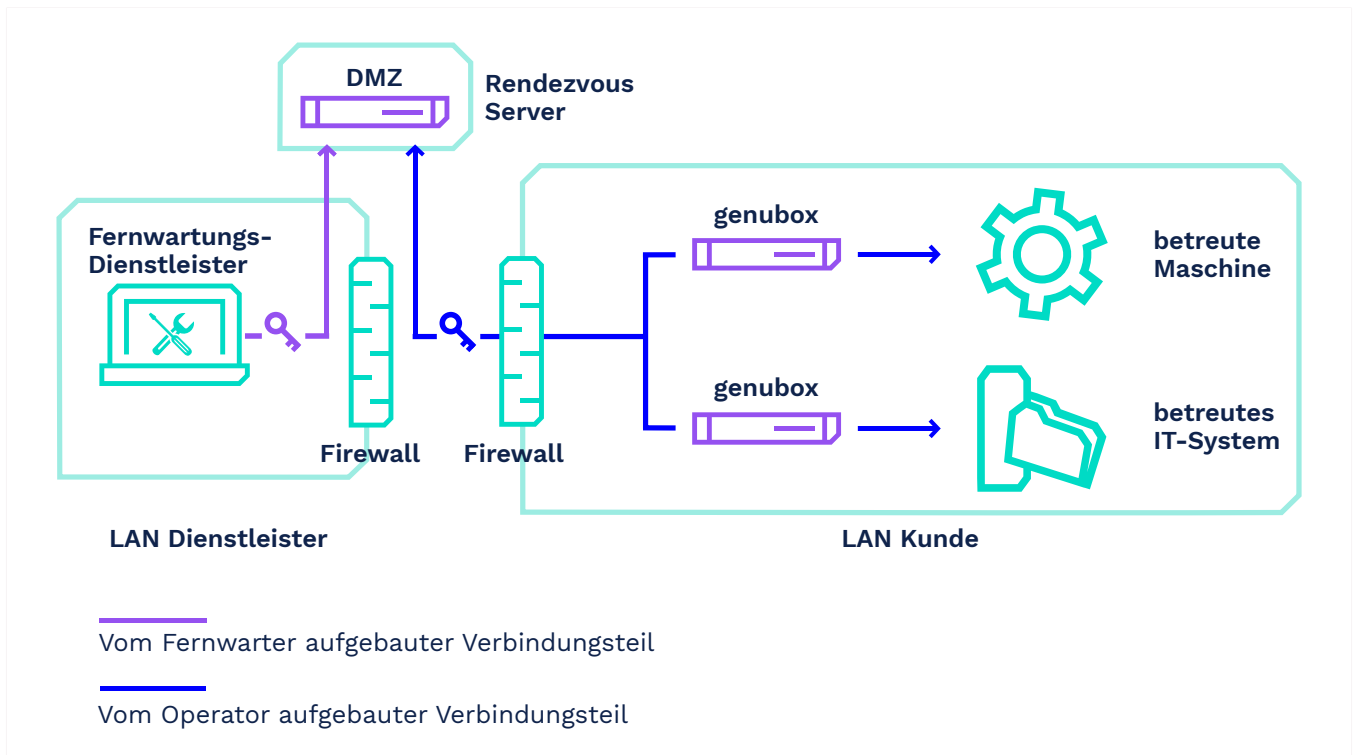 DMZ
Rendezvous
Server
Fernwartungs-
Dienstleister
genubox
betreute
Maschine
genubox
betreutes
IT-System
Firewall
Firewall
LAN Dienstleister
LAN Kunde
Vom Fernwarter aufgebauter Verbindungsteil
Vom Operator aufgebauter Verbindungsteil